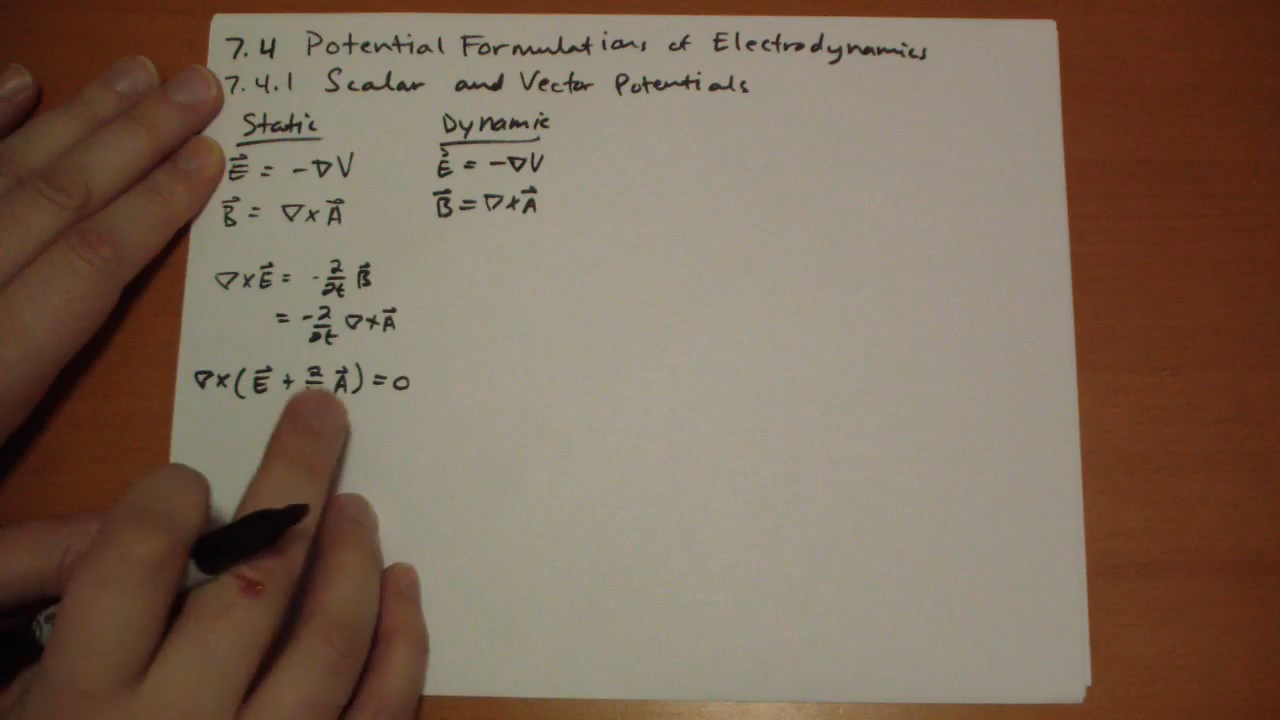 7.4 Potential Formulations of Electrodynamics
7.4.1 Scalar and Vector Potentials
Static
E⃗ = -∇V
B⃗ = ∇×A⃗
Dynamic
E⃗ = -∇V
B⃗ = ∇×A⃗
∇×E⃗ = -∂/∂t B⃗
= -∂/∂t ∇×A⃗
∇×(E⃗ + ∂/ A⃗) = 0